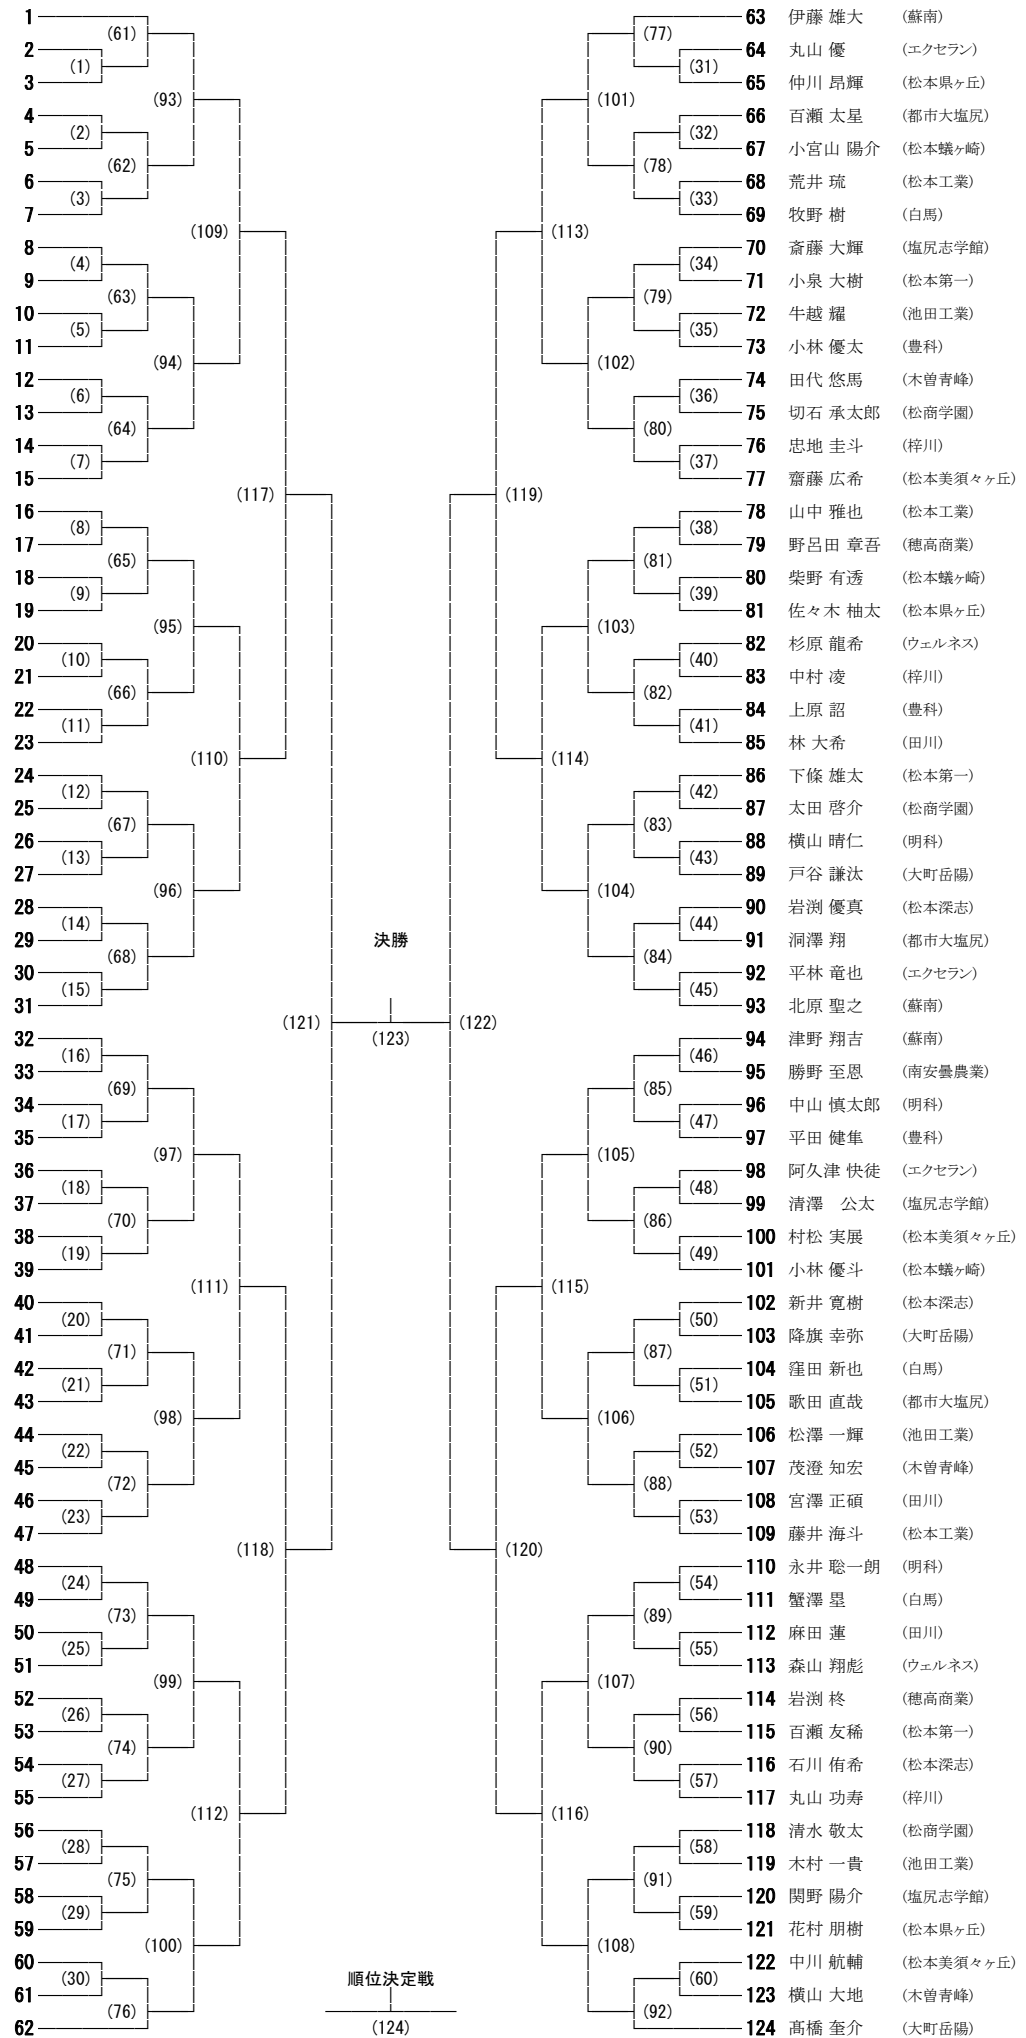 1 (61) (77) 63 伊藤 雄大 (蘇南)
2 (1) (31) 64 丸山 優 (エクセラン)
3 65 仲川 昂輝 (松本県ヶ丘)
(93) (101)
4 (2) (32) 66 百瀬 太星 (都市大塩尻)
5 67 小宮山 陽介 (松本蟻ヶ崎)
(62) (78)
6 (3) (33) 68 荒井 琉 (松本工業)
7 69 牧野 樹 (白馬)
(109) (113)
8 (4) (34) 70 斎藤 大輝 (塩尻志学館)
9 71 小泉 大樹 (松本第一)
(63) (79)
10 (5) (35) 72 牛越 耀 (池田工業)
11 73 小林 優太 (豊科)
(94) (102)
12 (6) (36) 74 田代 悠馬 (木曽青峰)
13 75 切石 承太郎 (松商学園)
(64) (80)
14 (7) (37) 76 忠地 圭斗 (梓川)
15 77 齋藤 広希 (松本美須々ヶ丘)
(117) (119)
16 (8) (38) 78 山中 雅也 (松本工業)
17 79 野呂田 章吾 (穂高商業)
(65) (81)
18 (9) (39) 80 柴野 有透 (松本蟻ヶ崎)
19 81 佐々木 柚太 (松本県ヶ丘)
(95) (103)
20 (10) (40) 82 杉原 龍希 (ウェルネス)
21 83 中村 凌 (梓川)
(66) (82)
22 (11) (41) 84 上原 詔 (豊科)
23 85 林 大希 (田川)
(110) (114)
24 (12) (42) 86 下條 雄太 (松本第一)
25 87 太田 啓介 (松商学園)
(67) (83)
26 (13) (43) 88 横山 晴仁 (明科)
27 89 戸谷 謙汰 (大町岳陽)
(96) (104)
28 (14) (44) 90 岩渕 優真 (松本深志)
29 決勝 91 洞澤 翔 (都市大塩尻)
(68) (84)
30 (15) (45) 92 平林 竜也 (エクセラン)
31 93 北原 聖之 (蘇南)
(121) (123) (122)
32 (16) (46) 94 津野 翔吉 (蘇南)
33 95 勝野 至恩 (南安曇農業)
(69) (85)
34 (17) (47) 96 中山 慎太郎 (明科)
35 97 平田 健隼 (豊科)
(97) (105)
36 (18) (48) 98 阿久津 快徒 (エクセラン)
37 99 清澤 公太 (塩尻志学館)
(70) (86)
38 (19) (49) 100 村松 実展 (松本美須々ヶ丘)
39 101 小林 優斗 (松本蟻ヶ崎)
(111) (115)
40 (20) (50) 102 新井 寛樹 (松本深志)
41 103 降旗 幸弥 (大町岳陽)
(71) (87)
42 (21) (51) 104 窪田 新也 (白馬)
43 105 歌田 直哉 (都市大塩尻)
(98) (106)
44 (22) (52) 106 松澤 一輝 (池田工業)
45 107 茂澄 知宏 (木曽青峰)
(72) (88)
46 (23) (53) 108 宮澤 正碩 (田川)
47 109 藤井 海斗 (松本工業)
(118) (120)
48 (24) (54) 110 永井 聡一朗 (明科)
49 111 蟹澤 塁 (白馬)
(73) (89)
50 (25) (55) 112 麻田 蓮 (田川)
51 113 森山 翔彪 (ウェルネス)
(99) (107)
52 (26) (56) 114 岩渕 柊 (穂高商業)
53 115 百瀬 友稀 (松本第一)
(74) (90)
54 (27) (57) 116 石川 侑希 (松本深志)
55 117 丸山 功寿 (梓川)
(112) (116)
56 (28) (58) 118 清水 敬太 (松商学園)
57 119 木村 一貴 (池田工業)
(75) (91)
58 (29) (59) 120 関野 陽介 (塩尻志学館)
59 121 花村 朋樹 (松本県ヶ丘)
(100) (108)
60 (30) (60) 122 中川 航輔 (松本美須々ヶ丘)
61 順位決定戦 123 横山 大地 (木曽青峰)
(76) (92)
62 (124) 124 髙橋 奎介 (大町岳陽)